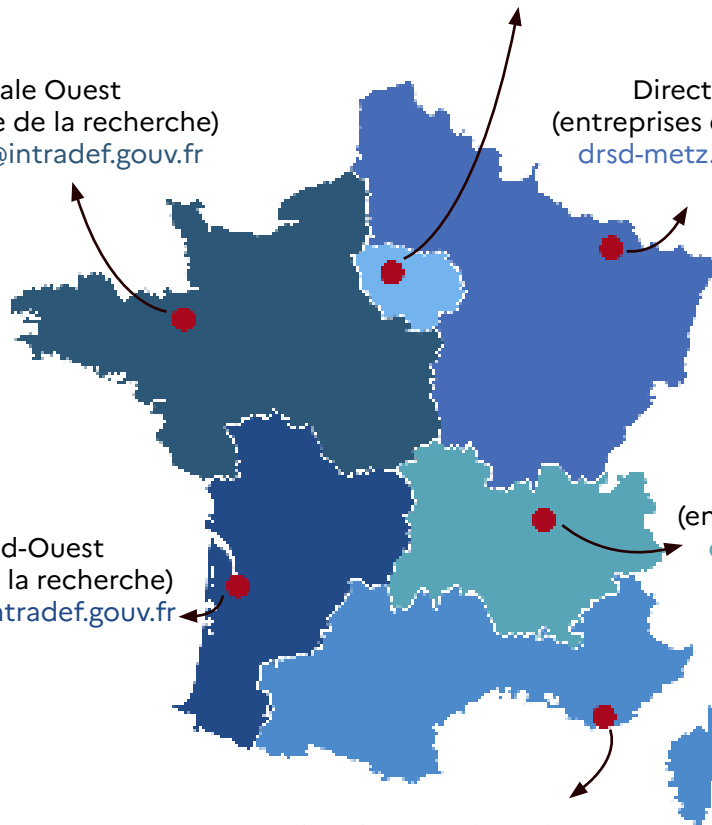 ale Ouest
e de la recherche)
@intradef.gouv.fr
Direct
(entreprises
drsd-metz.
d-Ouest
la recherche)
ntradef.gouv.fr
(en